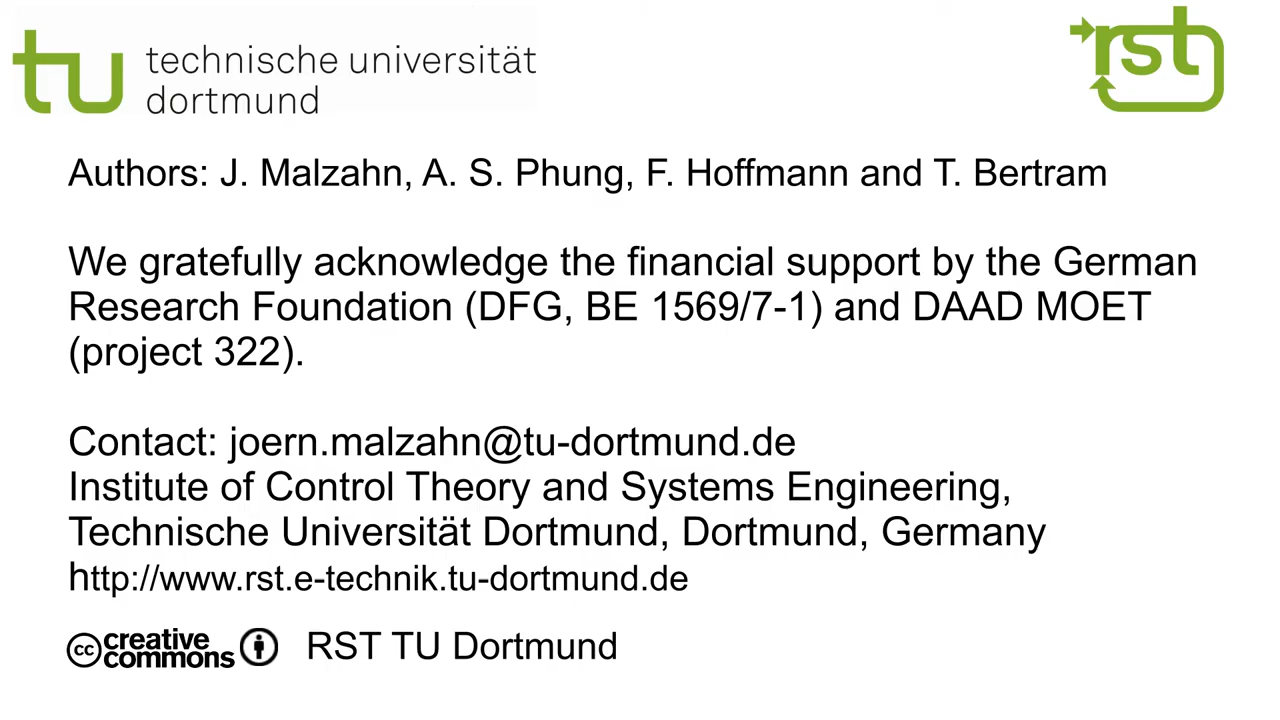 tu technische universität
dortmund
rst
Authors: J. Malzahn, A. S. Phung, F. Hoffmann and T. Bertram
We gratefully acknowledge the financial support by the German
Research Foundation (DFG, BE 1569/7-1) and DAAD MOET
(project 322).
Contact: joern.malzahn@tu-dortmund.de
Institute of Control Theory and Systems Engineering,
Technische Universität Dortmund, Dortmund, Germany
http://www.rst.e-technik.tu-dortmund.de
cc creative
commons
RST TU Dortmund